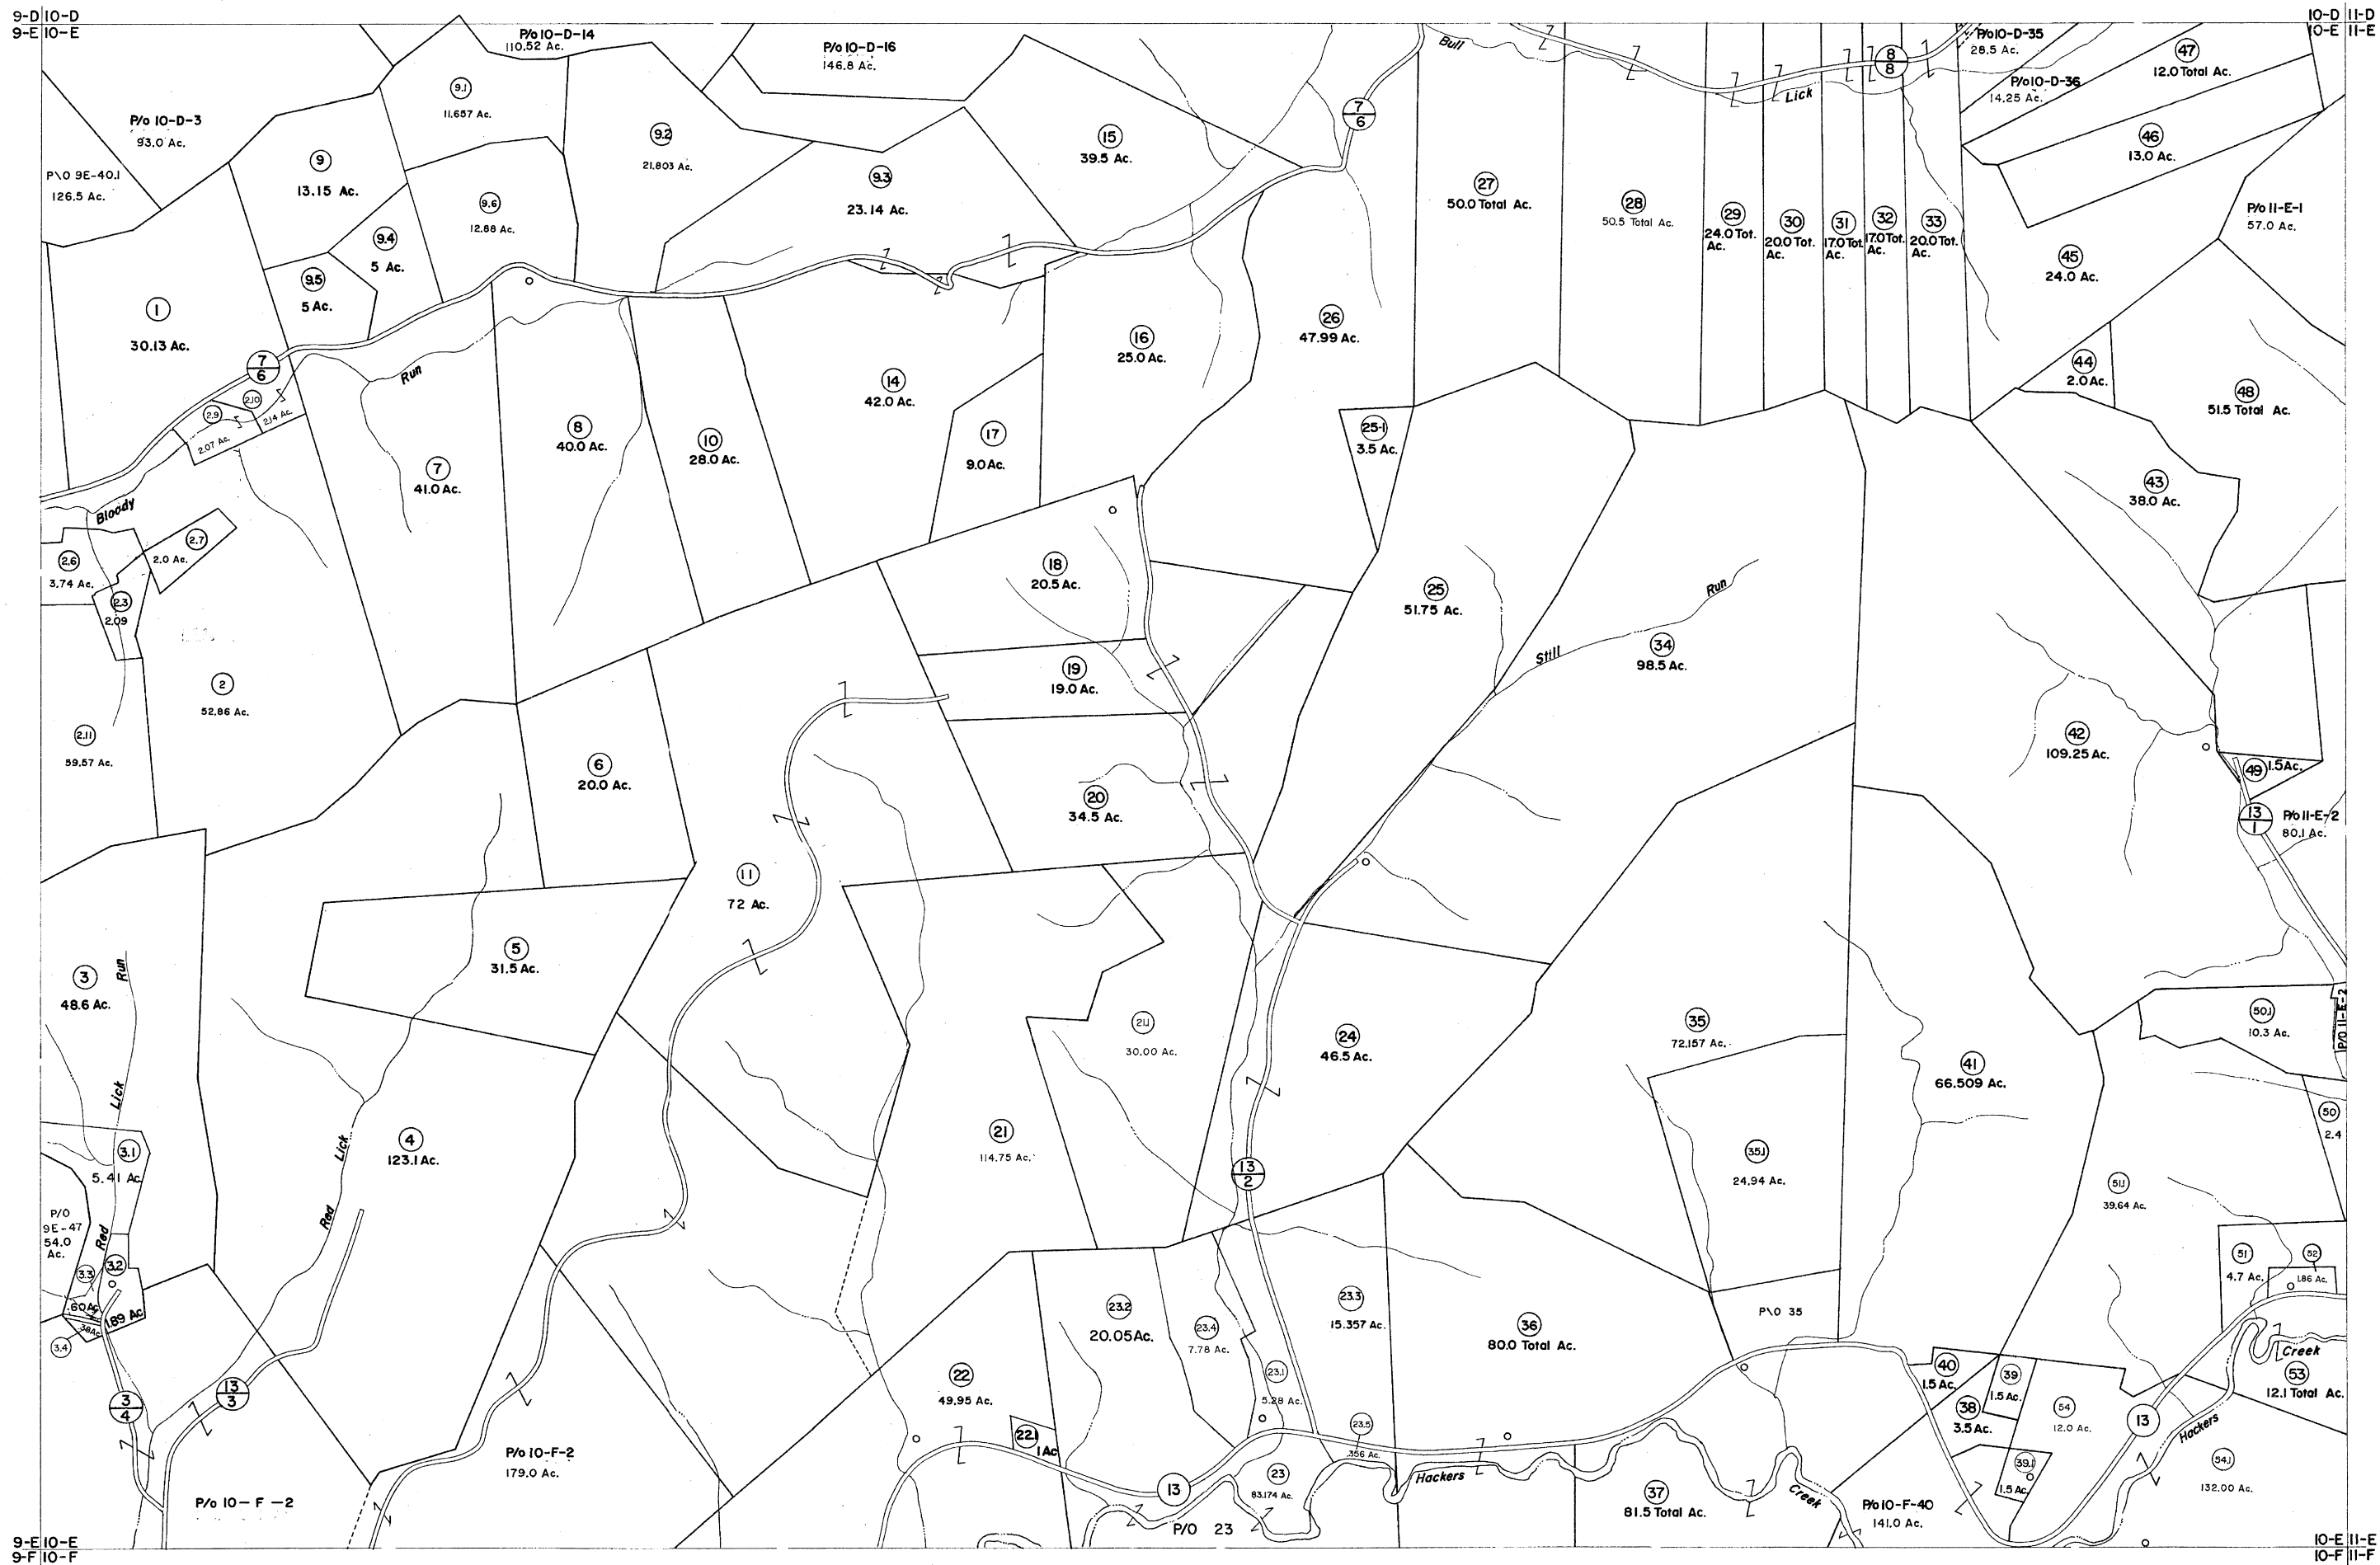 9-D 10-D
9-E 10-E
10-D 11-D
10-E 11-E
P/o 10-D-14
110.52 Ac.
P/o 10-D-16
146.8 Ac.
P/o 10-D-3
93.0 Ac.
P\O 9E-40.1
126.5 Ac.
9.1
11.657 Ac.
9
13.15 Ac.
9.2
21.803 Ac.
9.3
23.14 Ac.
9.6
12.88 Ac.
9.4
5 Ac.
9.5
5 Ac.
15
39.5 Ac.
7
6
Bull
Lick
8
8
P/o 10-D-35
28.5 Ac.
P/o 10-D-36
14.25 Ac.
47
12.0 Total Ac.
46
13.0 Ac.
P/o 11-E-1
57.0 Ac.
45
24.0 Ac.
27
50.0 Total Ac.
28
50.5 Total Ac.
29
24.0 Tot.
Ac.
30
20.0 Tot.
Ac.
31
17.0 Tot.
Ac.
32
17.0 Tot.
Ac.
33
20.0 Tot.
Ac.
1
30.13 Ac.
7
6
Run
2.9
2.10
2.14 Ac.
2.07 Ac.
Bloody
7
41.0 Ac.
8
40.0 Ac.
10
28.0 Ac.
14
42.0 Ac.
17
9.0 Ac.
16
25.0 Ac.
26
47.99 Ac.
25-1
3.5 Ac.
44
2.0 Ac.
48
51.5 Total Ac.
43
38.0 Ac.
2.6
3.74 Ac.
2.7
2.0 Ac.
2.3
2.09
2
52.86 Ac.
2.11
59.57 Ac.
18
20.5 Ac.
19
19.0 Ac.
20
34.5 Ac.
25
51.75 Ac.
Still
Run
34
98.5 Ac.
42
109.25 Ac.
49
1.5 Ac.
13
1
P/o 11-E-2
80.1 Ac.
6
20.0 Ac.
11
72 Ac.
5
31.5 Ac.
3
48.6 Ac.
Run
Lick
Red
3.1
5.41 Ac.
P/O
9E-47
54.0
Ac.
3.3
3.2
.60 Ac.
.38 Ac.
1.89 Ac.
3.4
3
4
4
123.1 Ac.
Lick
Red
13
3
P/o 10-F-2
P/o 10-F-2
179.0 Ac.
21
114.75 Ac.
21.1
30.00 Ac.
24
46.5 Ac.
13
2
35
72.157 Ac.
35.1
24.94 Ac.
P\O 35
41
66.509 Ac.
50.1
10.3 Ac.
P/O 11-E-2
50
2.4
51.1
39.64 Ac.
51
4.7 Ac.
52
1.86 Ac.
Creek
53
12.1 Total Ac.
22
49.95 Ac.
22.1
1 Ac.
23.2
20.05 Ac.
23.4
7.78 Ac.
23.1
5.28 Ac.
23.3
15.357 Ac.
23.5
.356 Ac.
23
83.174 Ac.
13
P/O 23
Hackers
Creek
36
80.0 Total Ac.
37
81.5 Total Ac.
P/o 10-F-40
141.0 Ac.
40
1.5 Ac.
39
1.5 Ac.
38
3.5 Ac.
39.1
1.5 Ac.
54
12.0 Ac.
13
Hackers
54.1
132.00 Ac.
9-E 10-E
9-F 10-F
10-E 11-E
10-F 11-F